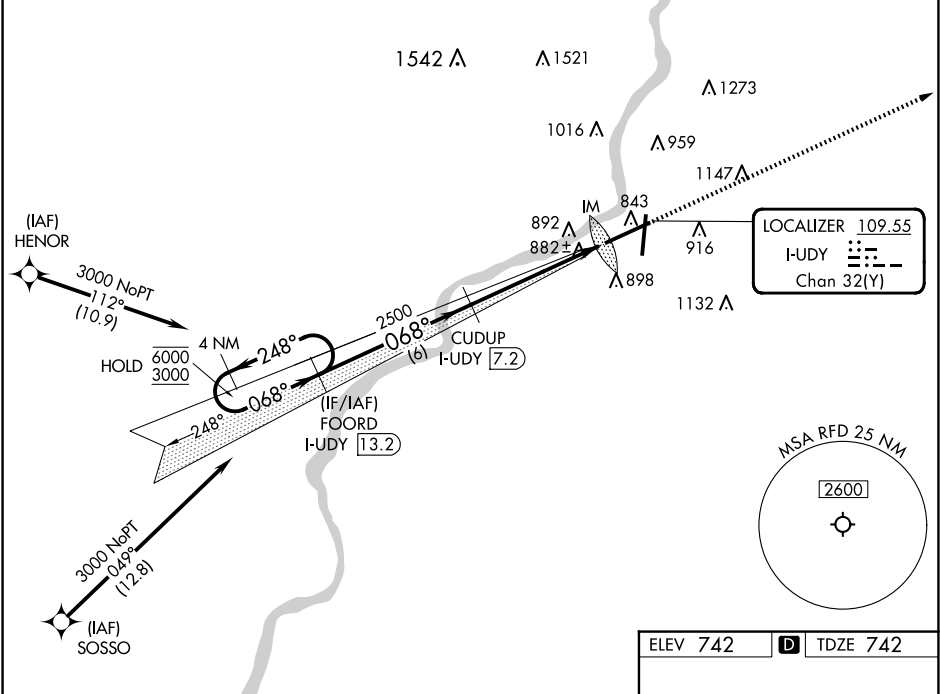 1542
1521
1273
1016
959
1147
IM
843
892
882±
916
898
1132
LOCALIZER 109.55
I-UDY
Chan 32(Y)
(IAF)
HENOR
3000 NoPT
112°
(10.9)
HOLD
6000
3000
4 NM
248°
068°
248°
2500
068°
(6)
CUDUP
I-UDY 7.2
(IF/IAF)
FOORD
I-UDY 13.2
3000 NoPT
049°
(12.8)
(IAF)
SOSSO
MSA RFD 25 NM
2600
ELEV 742 D TDZE 742